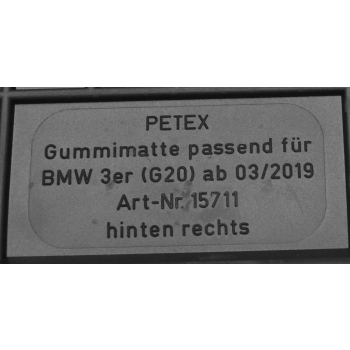 PETEX
Gummimatte passend für
BMW 3er (G20) ab 03/2019
Art-Nr. 15711
hinten rechts